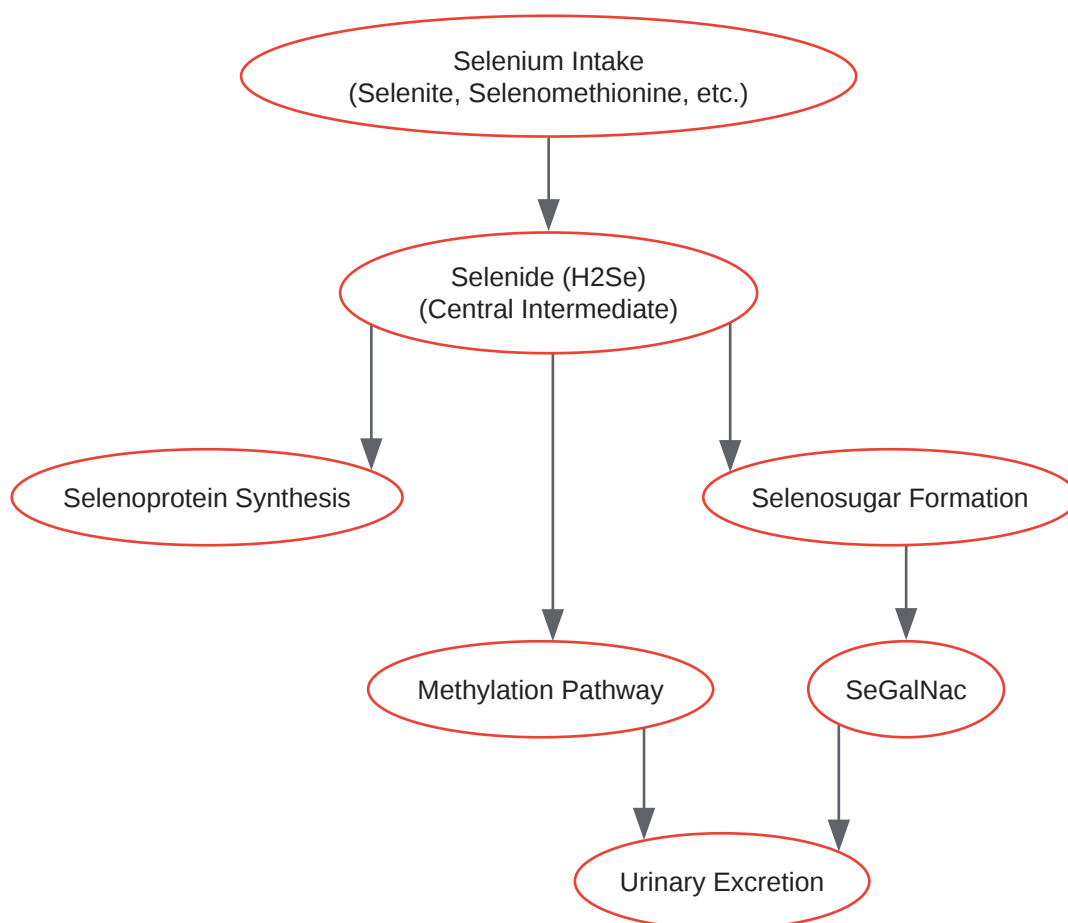 Selenium Intake
(Selenite, Selenomethionine, etc.)
Selenide (H2Se)
(Central Intermediate)
Selenoprotein Synthesis
Selenosugar Formation
Methylation Pathway
SeGalNac
Urinary Excretion